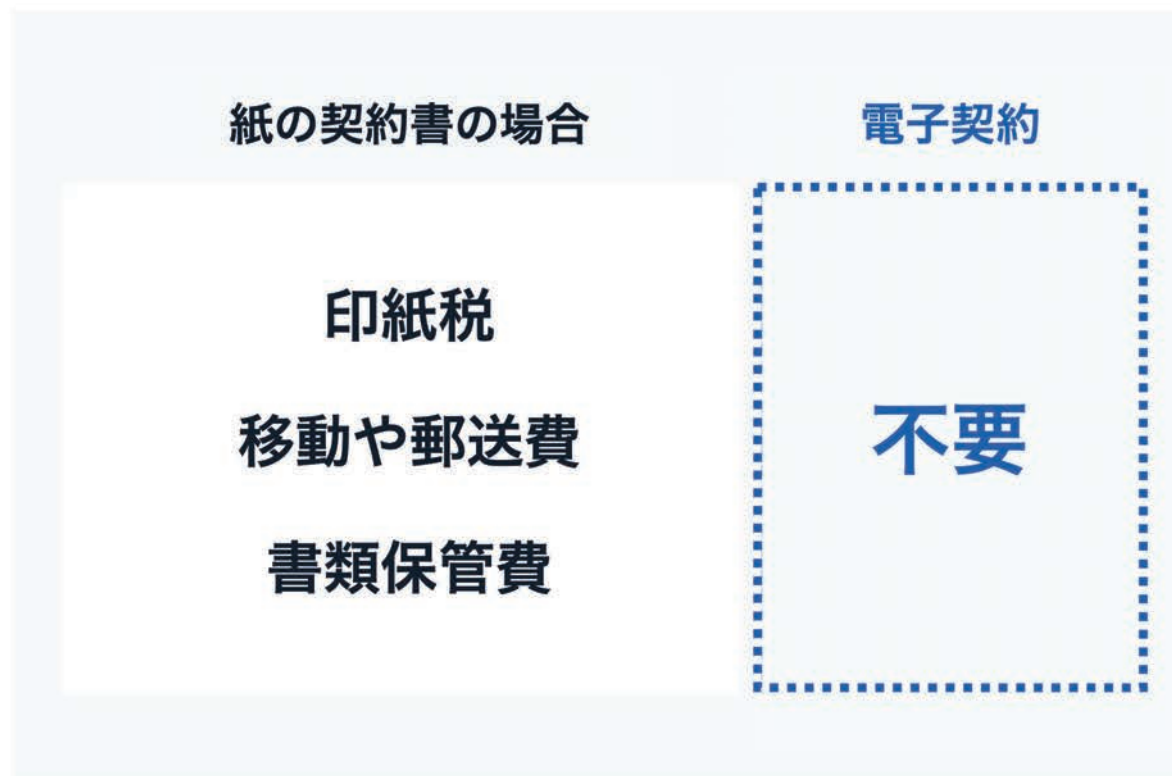 紙の契約書の場合
電子契約
印紙税
移動や郵送費
書類保管費
不要